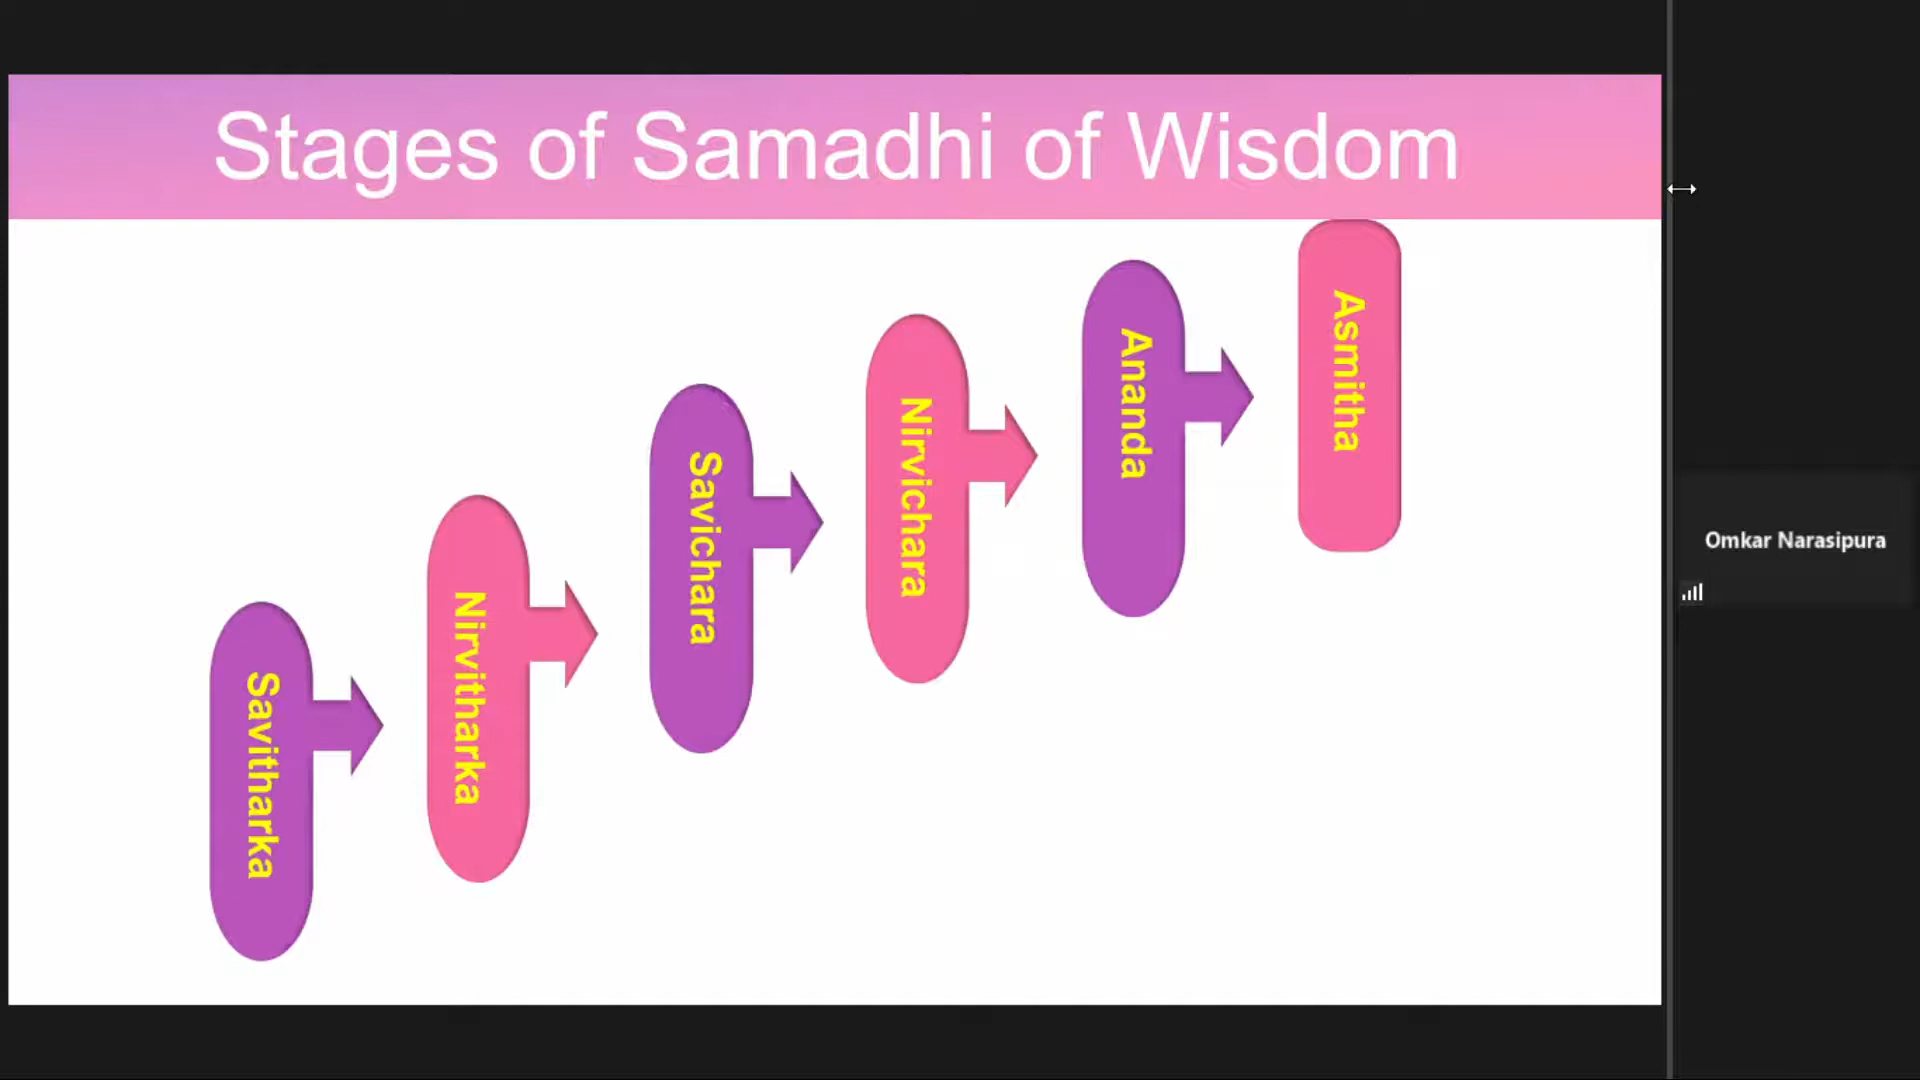 Stages of Samadhi of Wisdom
Savitharka
Nirvitharka
Savichara
Nirvichara
Ananda
Asmitha
Omkar Narasipura